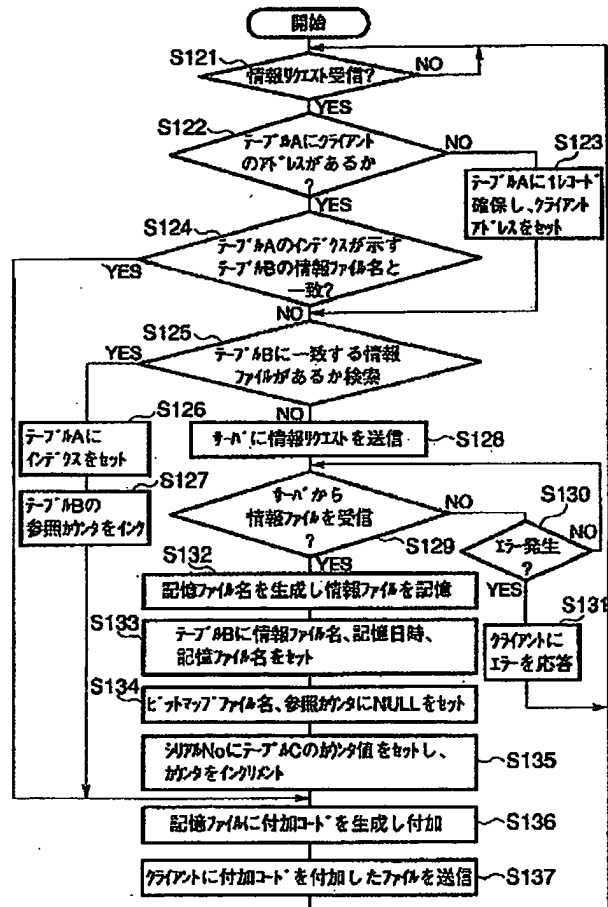 開始
S121
情報リクエスト受信?
NO
YES
S122
テーブルAにクライアント
のアドレスがあるか
?
NO
S123
テーブルAに1レコード
確保し、クライアント
アドレスをセット
YES
S124
テーブルAのインデクスが示す
テーブルBの情報ファイル名と
一致?
YES
NO
S125
テーブルBに一致する情報
ファイルがあるか検索
YES
NO
S126
テーブルAに
インデクスをセット
S127
テーブルBの
参照カウンタをインク
サーバに情報リクエストを送信
S128
サーバから
情報ファイルを受信
?
S129
NO
YES
S130
エラー発生
?
NO
YES
S131
クライアントに
エラーを応答
S132
記憶ファイル名を生成し情報ファイルを記憶
S133
テーブルBに情報ファイル名、記憶日時、
記憶ファイル名をセット
S134
ビットマップファイル名、参照カウンタにNULLをセット
シリアルNoにテーブルCのカウンタ値をセットし、
カウンタをインクリメント
S135
記憶ファイルに付加コードを生成し付加
S136
クライアントに付加コードを付加したファイルを送信
S137